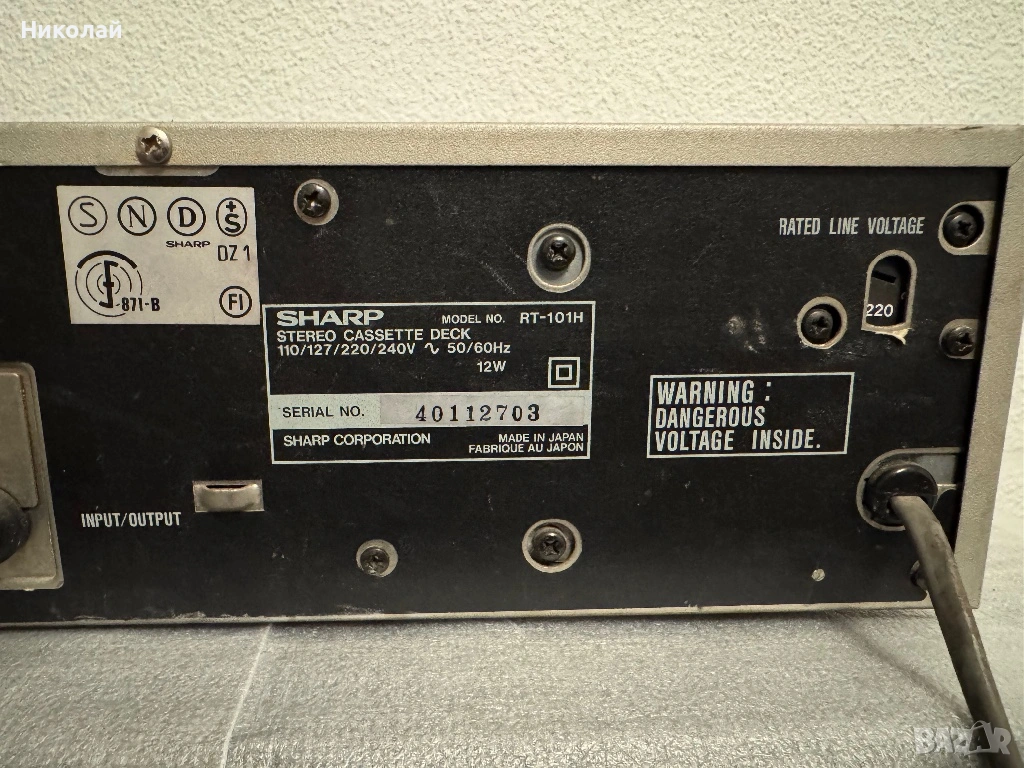 Николай
S N D +S
SHARP
DZ 1
871-B
FI
SHARP MODEL NO. RT-101H
STEREO CASSETTE DECK
110/127/220/240V ∿ 50/60Hz
12W
SERIAL NO. 40112703
SHARP CORPORATION MADE IN JAPAN
FABRIQUE AU JAPON
RATED LINE VOLTAGE
220
WARNING :
DANGEROUS
VOLTAGE INSIDE.
INPUT/OUTPUT
BAZAR